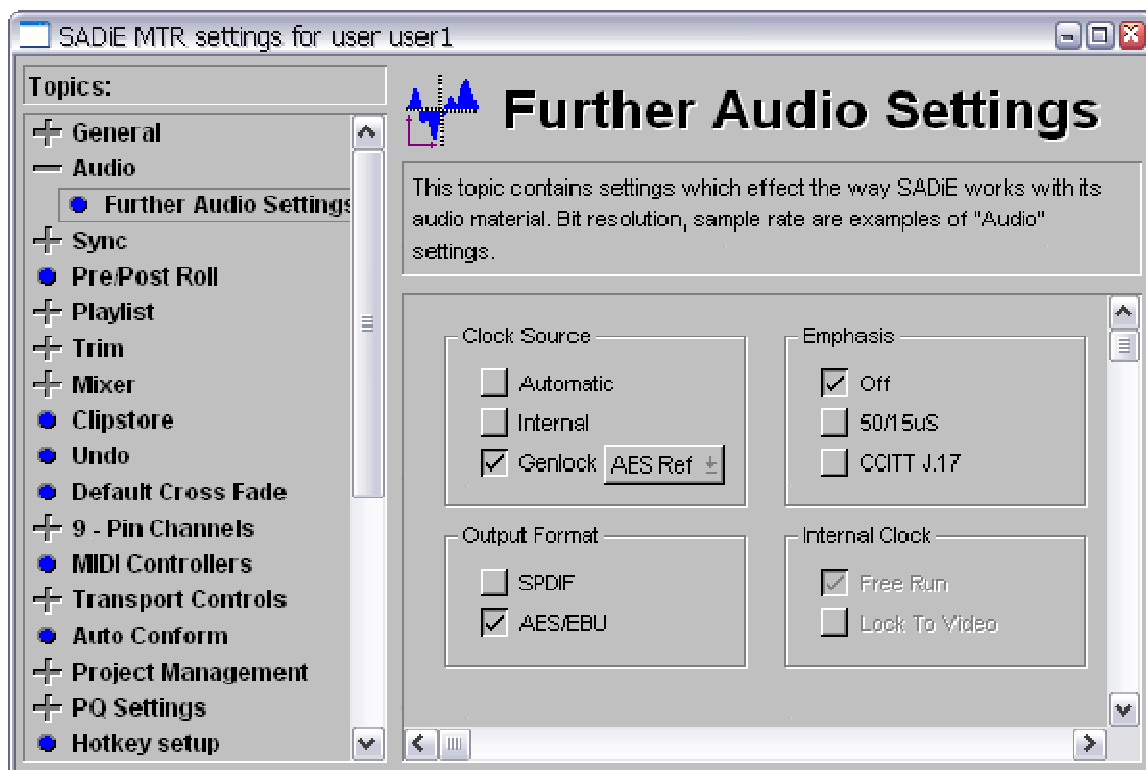 SADiE MTR settings for user user1
Topics:
General
Audio
Further Audio Settings
Sync
Pre/Post Roll
Playlist
Trim
Mixer
Clipstore
Undo
Default Cross Fade
9 - Pin Channels
MIDI Controllers
Transport Controls
Auto Conform
Project Management
PQ Settings
Hotkey setup
Further Audio Settings
This topic contains settings which effect the way SADiE works with its
audio material. Bit resolution, sample rate are examples of "Audio"
settings.
Clock Source
Automatic
Internal
Genlock AES Ref
Emphasis
Off
50/15uS
CCITT J.17
Output Format
SPDIF
AES/EBU
Internal Clock
Free Run
Lock To Video